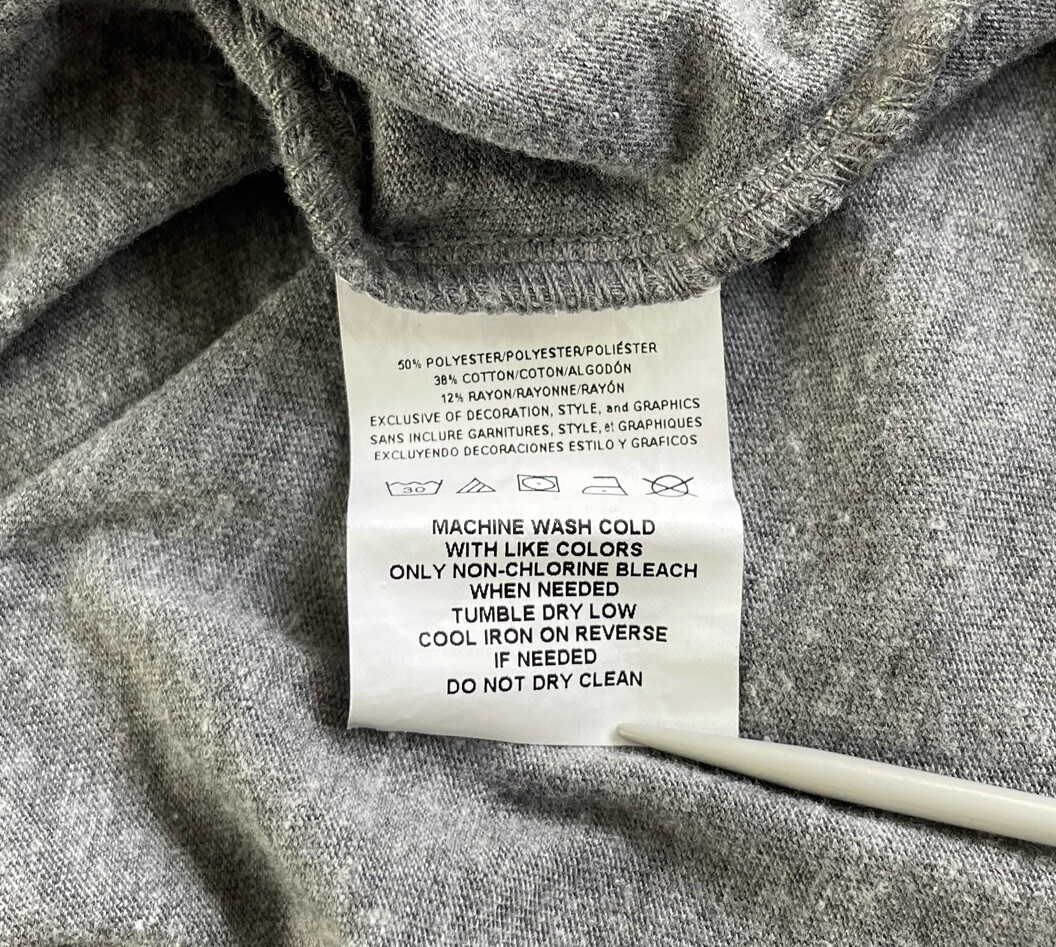 50% POLYESTER/POLYESTER/POLIÉSTER
38% COTTON/COTON/ALGODÓN
12% RAYON/RAYONNE/RAYÓN
EXCLUSIVE OF DECORATION, STYLE, and GRAPHICS
SANS INCLURE GARNITURES, STYLE, et GRAPHIQUES
EXCLUYENDO DECORACIONES ESTILO Y GRAFICOS
30
MACHINE WASH COLD
WITH LIKE COLORS
ONLY NON-CHLORINE BLEACH
WHEN NEEDED
TUMBLE DRY LOW
COOL IRON ON REVERSE
IF NEEDED
DO NOT DRY CLEAN